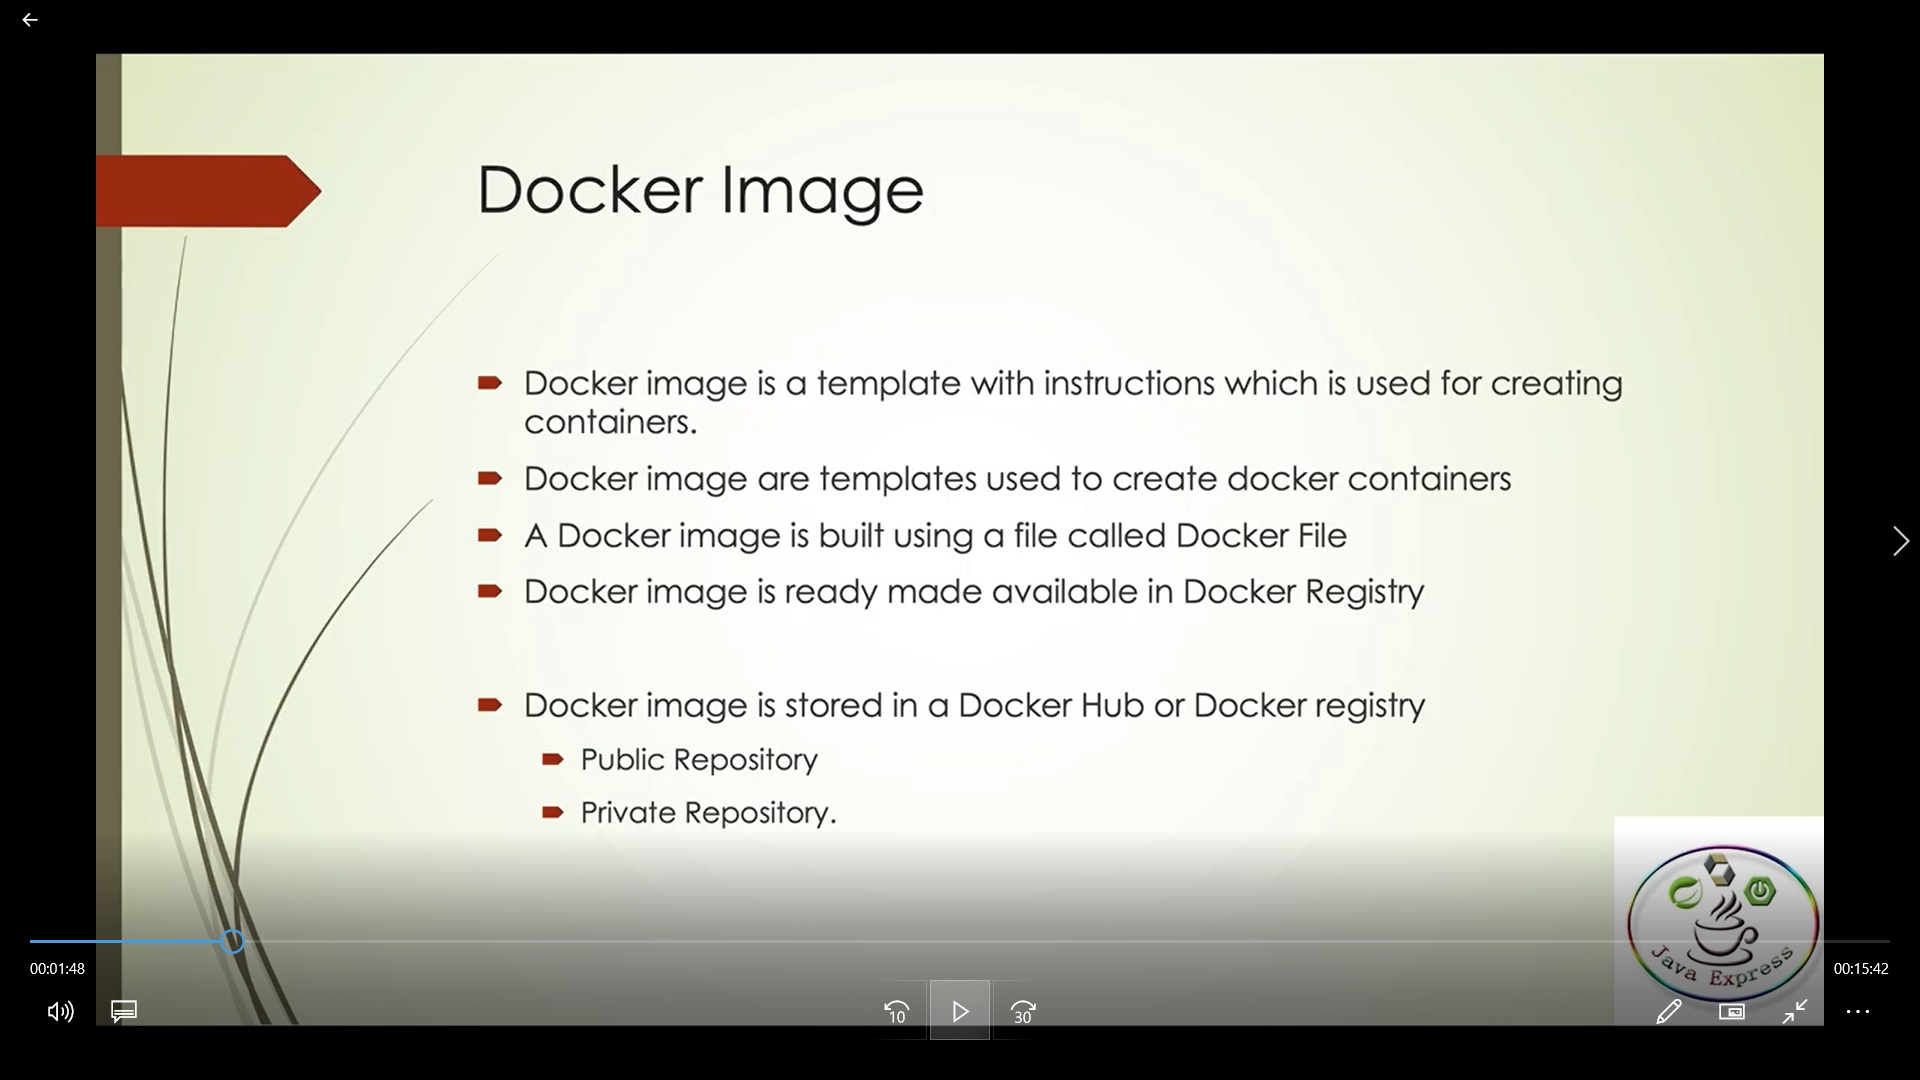 Docker Image
Docker image is a template with instructions which is used for creating
containers.
Docker image are templates used to create docker containers
A Docker image is built using a file called Docker File
Docker image is ready made available in Docker Registry
Docker image is stored in a Docker Hub or Docker registry
Public Repository
Private Repository.
Java Express
00:01:48
00:15:42
10
30